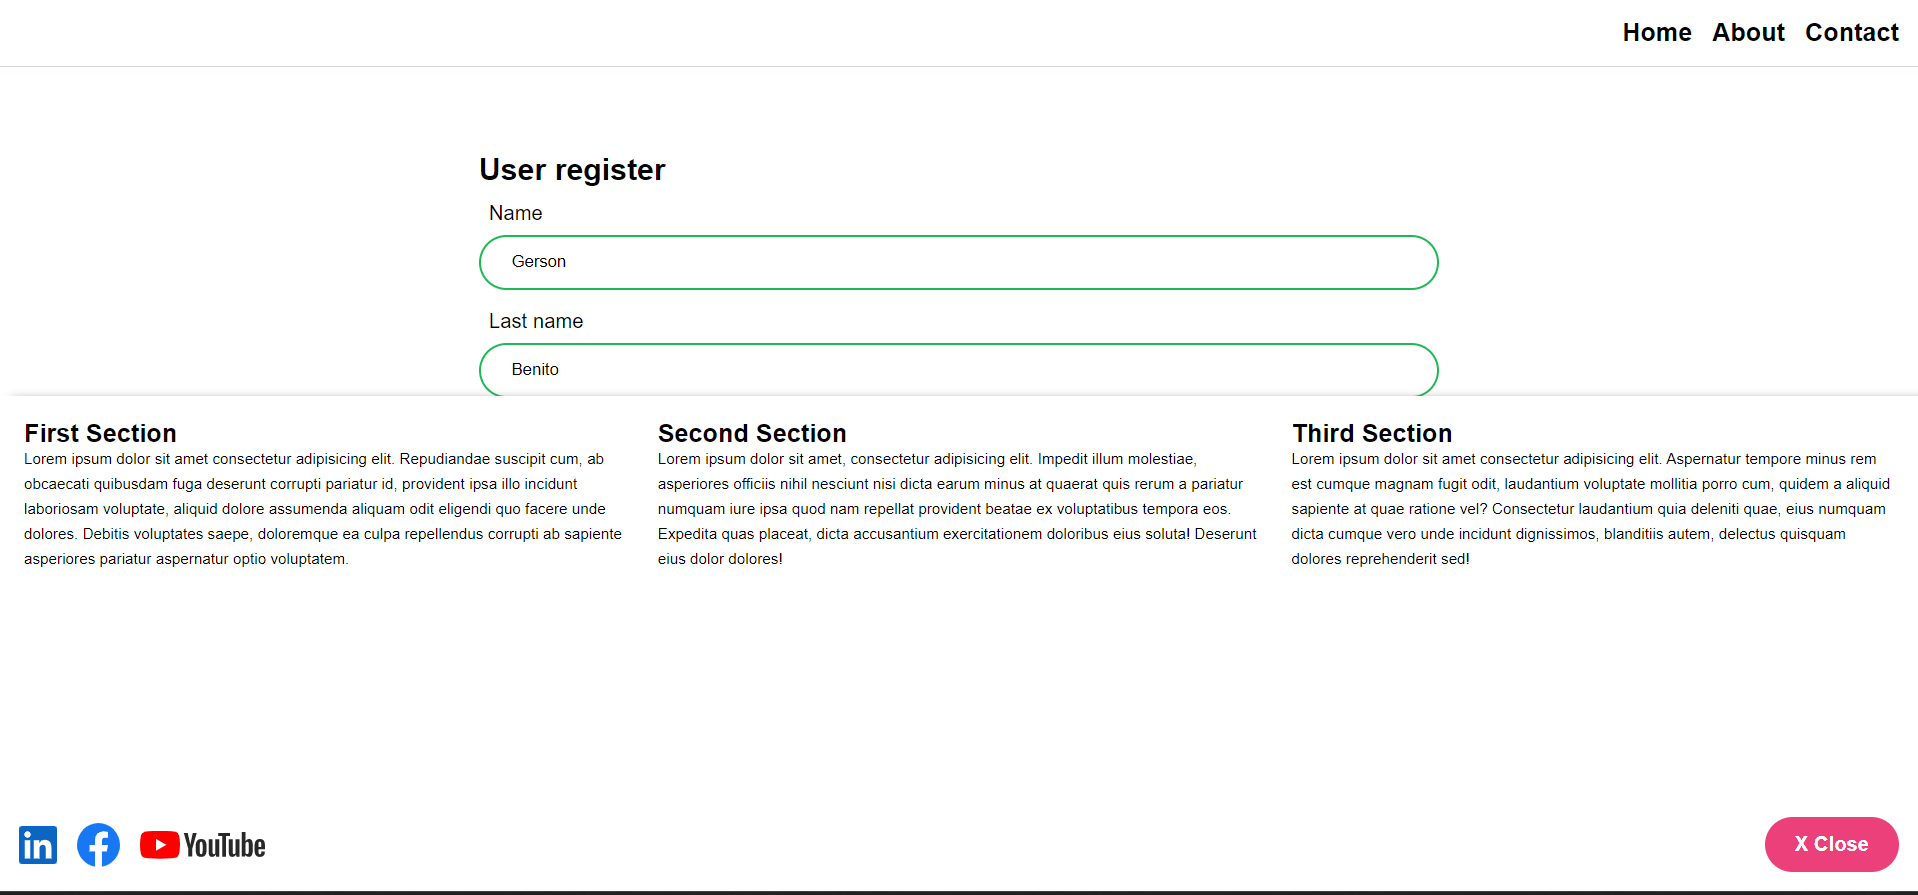 Home About Contact
User register
Name
Gerson
Last name
Benito
First Section
Lorem ipsum dolor sit amet consectetur adipisicing elit. Repudiandae suscipit cum, ab
obcaecati quibusdam fuga deserunt corrupti pariatur id, provident ipsa illo incidunt
laboriosam voluptate, aliquid dolore assumenda aliquam odit eligendi quo facere unde
dolores. Debitis voluptates saepe, doloremque ea culpa repellendus corrupti ab sapiente
asperiores pariatur aspernatur optio voluptatem.
Second Section
Lorem ipsum dolor sit amet, consectetur adipisicing elit. Impedit illum molestiae,
asperiores officiis nihil nesciunt nisi dicta earum minus at quaerat quis rerum a pariatur
numquam iure ipsa quod nam repellat provident beatae ex voluptatibus tempora eos.
Expedita quas placeat, dicta accusantium exercitationem doloribus eius soluta! Deserunt
eius dolor dolores!
Third Section
Lorem ipsum dolor sit amet consectetur adipisicing elit. Aspernatur tempore minus rem
est cumque magnam fugit odit, laudantium voluptate mollitia porro cum, quidem a aliquid
sapiente at quae ratione vel? Consectetur laudantium quia deleniti quae, eius numquam
dicta cumque vero unde incidunt dignissimos, blanditiis autem, delectus quisquam
dolores reprehenderit sed!
in f YouTube
X Close